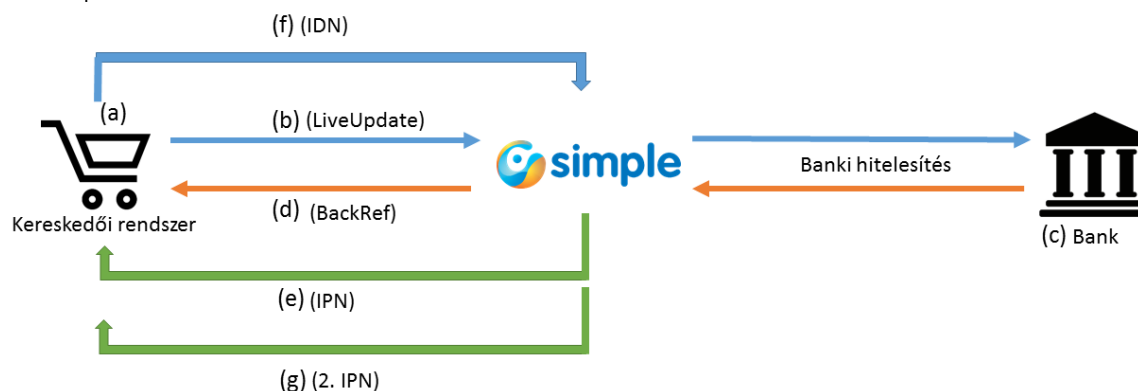 (f) (IDN)
(a)
(b) (LiveUpdate)
simple
Banki hitelesítés
(d) (BackRef)
Kereskedői rendszer
(c) Bank
(e) (IPN)
(g) (2. IPN)